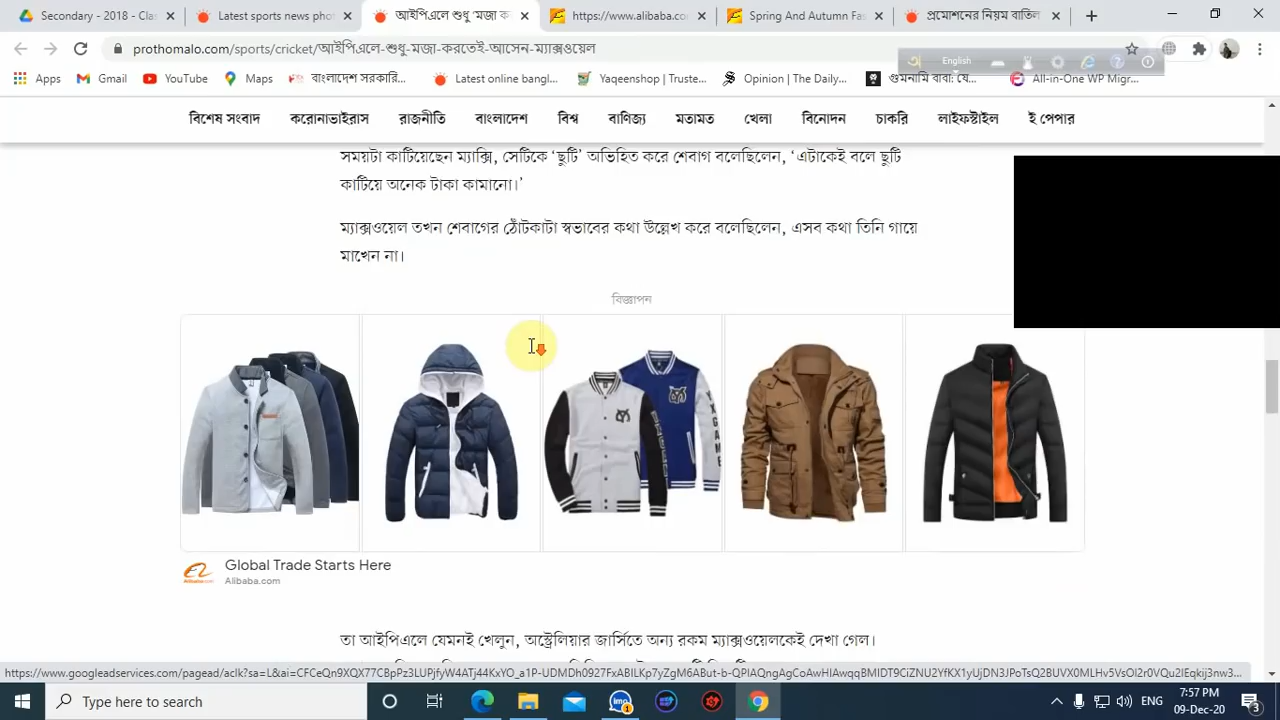 Secondary - 2018 - Clas
Latest sports news phot
আইপিএলে শুধু 'মজা ক
https://www.alibaba.co
Spring And Autumn Fas
প্রমোশনের নিয়ম বাতিল
prothomalo.com/sports/cricket/আইপিএলে-শুধু-মজা-করতেই-আসেন-ম্যাক্সওয়েল
English
Apps
Gmail
YouTube
Maps
বাংলাদেশ সরকারি...
Latest online bangl...
Yaqeenshop | Truste...
Opinion | The Daily...
গুমনামি বাবা: যে...
All-in-One WP Migr...
বিশেষ সংবাদ
করোনাভাইরাস
রাজনীতি
বাংলাদেশ
বিশ্ব
বাণিজ্য
মতামত
খেলা
বিনোদন
চাকরি
লাইফস্টাইল
ই পেপার
সময়টা কাটিয়েছেন ম্যাক্সি, সেটিকে 'ছুটি' অভিহিত করে শেবাগ বলেছিলেন, 'এটাকেই বলে ছুটি
কাটিয়ে অনেক টাকা কামানো।'
ম্যাক্সওয়েল তখন শেবাগের ঠোঁটকাটা স্বভাবের কথা উল্লেখ করে বলেছিলেন, এসব কথা তিনি গায়ে
মাখেন না।
বিজ্ঞাপন
Global Trade Starts Here
Alibaba.com
তা আইপিএলে যেমনই খেলুন, অস্ট্রেলিয়ার জার্সিতে অন্য রকম ম্যাক্সওয়েলকেই দেখা গেল।
Type here to search
ENG
7:57 PM
09-Dec-20